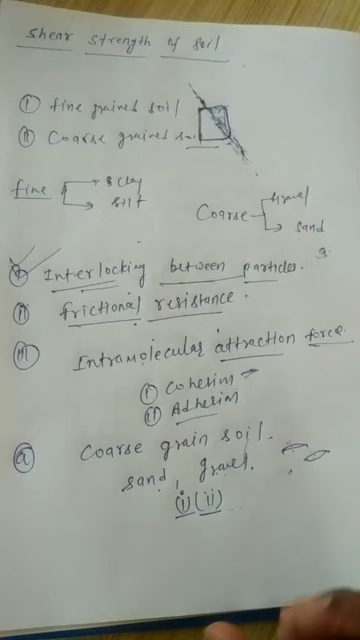 Shear strength of soil
(i) fine grained soil
(ii) Coarse grained soil
fine → clay
→ silt
Coarse gravel
→ sand
(i) Interlocking between particles.
(ii) frictional resistance.
(iii) Intramolecular attraction force.
(i) Cohesion →
(ii) Adhesion
(a) Coarse grain soil.
sand, gravel.
(i) (ii)